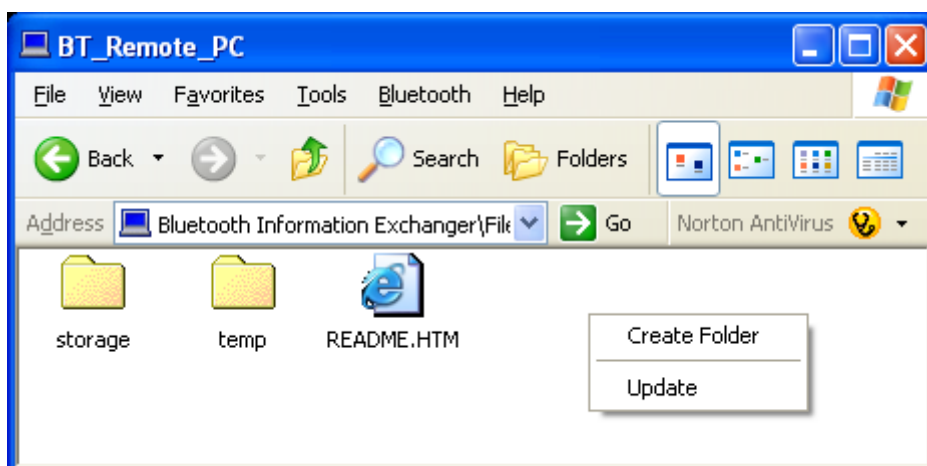 BT_Remote_PC
File View Favorites Tools Bluetooth Help
Back Search Folders
Address Bluetooth Information Exchanger\File Go Norton AntiVirus
storage temp README.HTM
Create Folder
Update